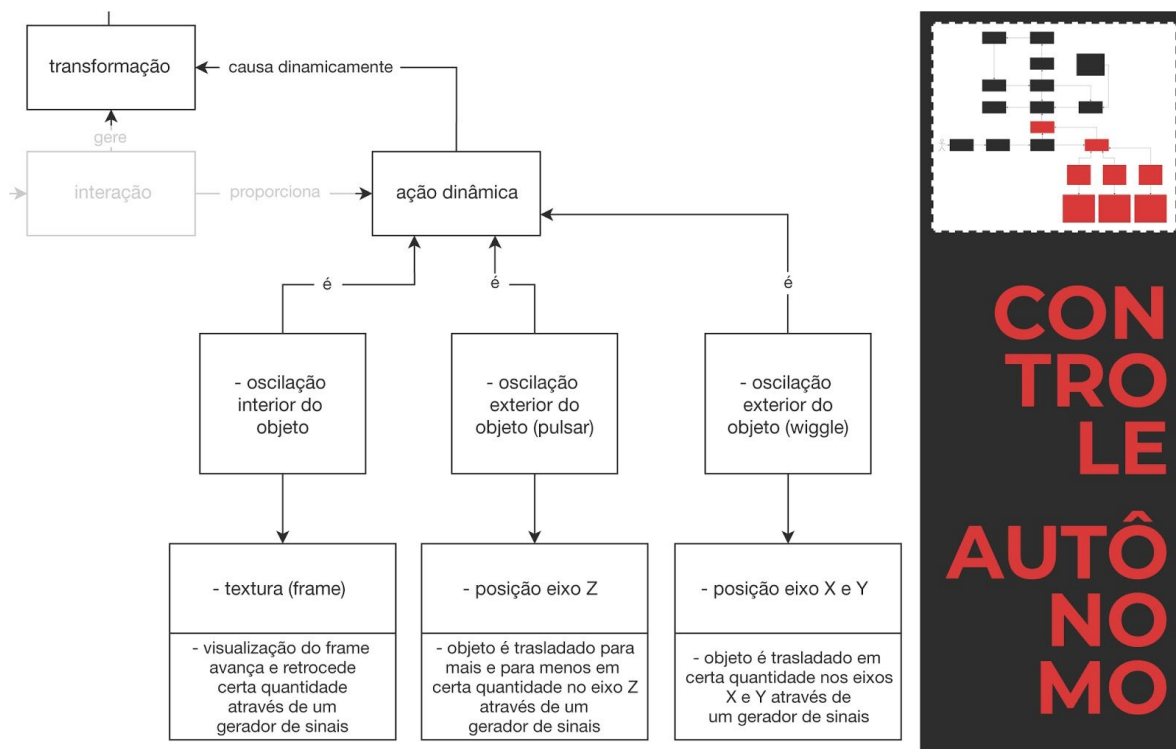 transformação
causa dinamicamente
gere
interação
proporciona
ação dinâmica
é
é
é
- oscilação
interior do
objeto
- oscilação
exterior do
objeto (pulsar)
- oscilação
exterior do
objeto (wiggle)
- textura (frame)
- visualização do frame
avança e retrocede
certa quantidade
através de um
gerador de sinais
- posição eixo Z
- objeto é trasladado para
mais e para menos em
certa quantidade no eixo Z
através de um
gerador de sinais
- posição eixo X e Y
- objeto é trasladado em
certa quantidade nos eixos
X e Y através de
um gerador de sinais
CON
TRO
LE
AUTÔ
NO
MO